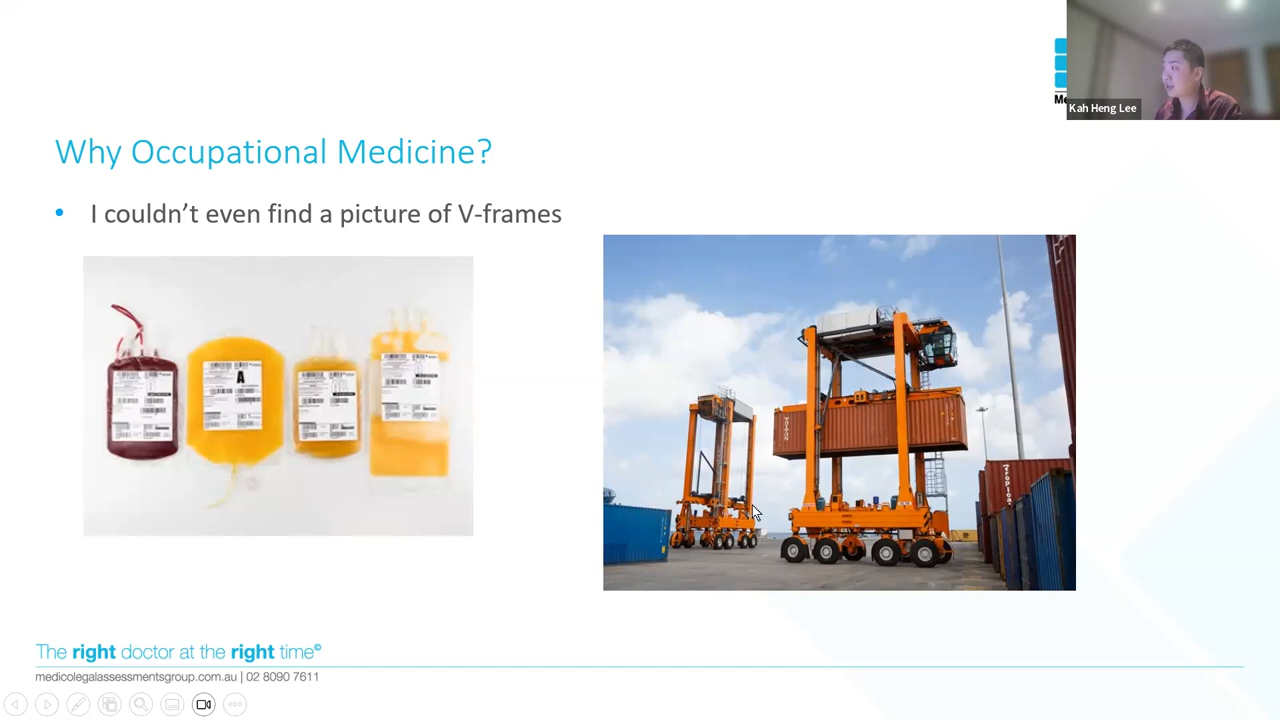 Kah Heng Lee
Why Occupational Medicine?
• I couldn’t even find a picture of V-frames
A
TRITON
The right doctor at the right time©
medicolegalassessmentsgroup.com.au | 02 8090 7611